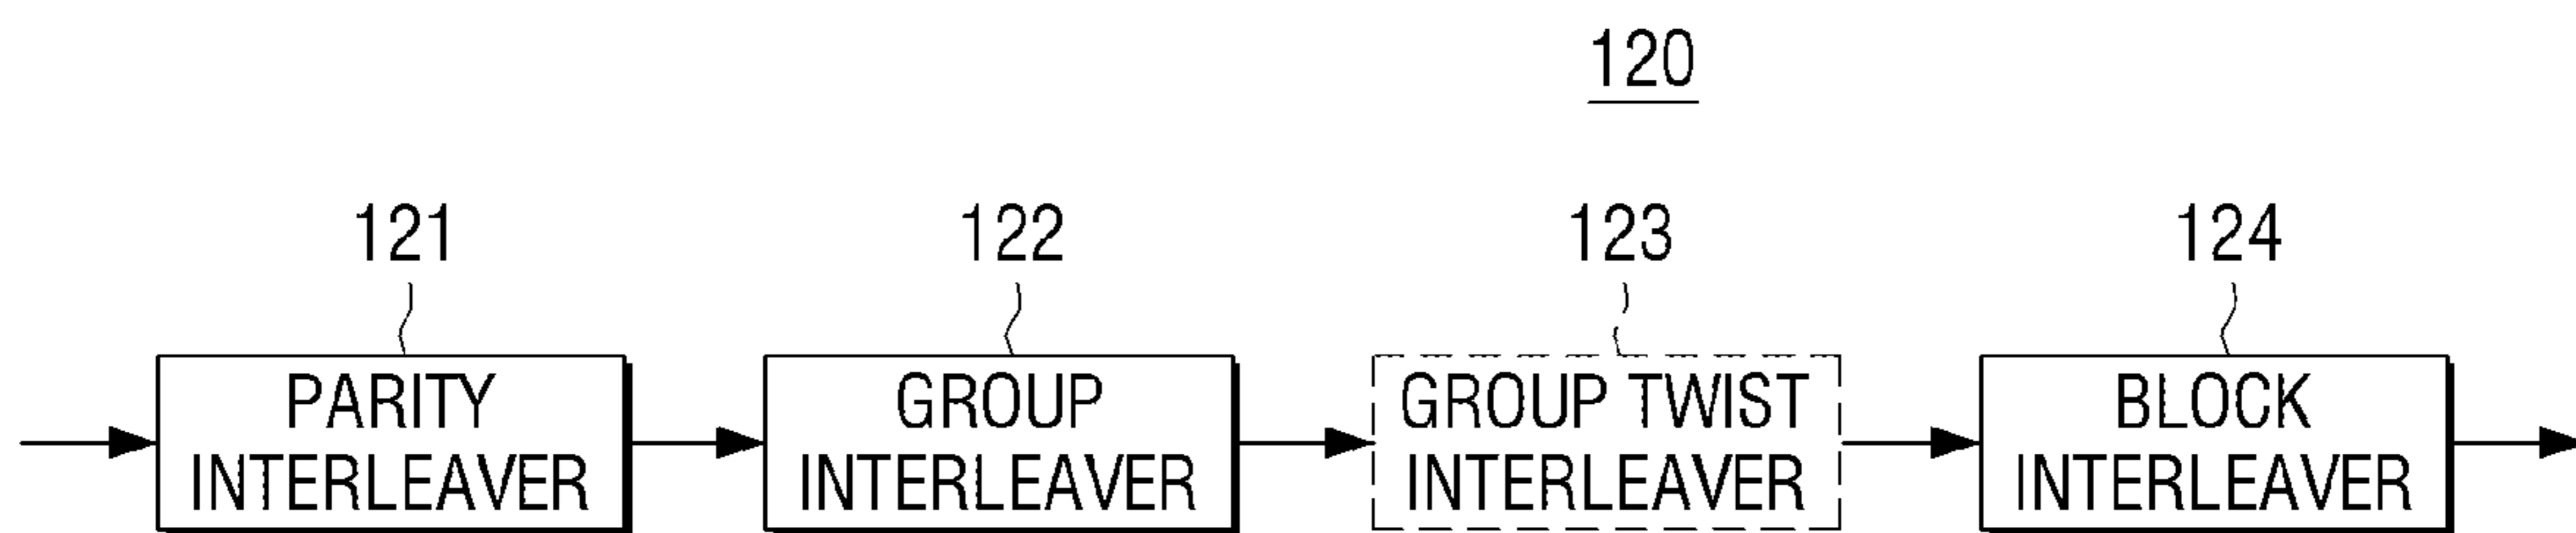 120
121
122
123
124
PARITY
INTERLEAVER
GROUP
INTERLEAVER
GROUP TWIST
INTERLEAVER
BLOCK
INTERLEAVER